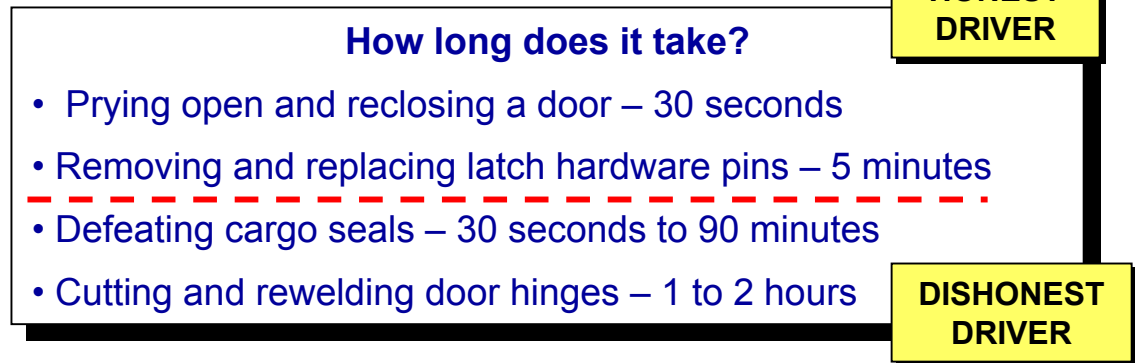 DRIVER
How long does it take?
• Prying open and reclosing a door – 30 seconds
• Removing and replacing latch hardware pins – 5 minutes
• Defeating cargo seals – 30 seconds to 90 minutes
• Cutting and rewelding door hinges – 1 to 2 hours
DISHONEST
DRIVER